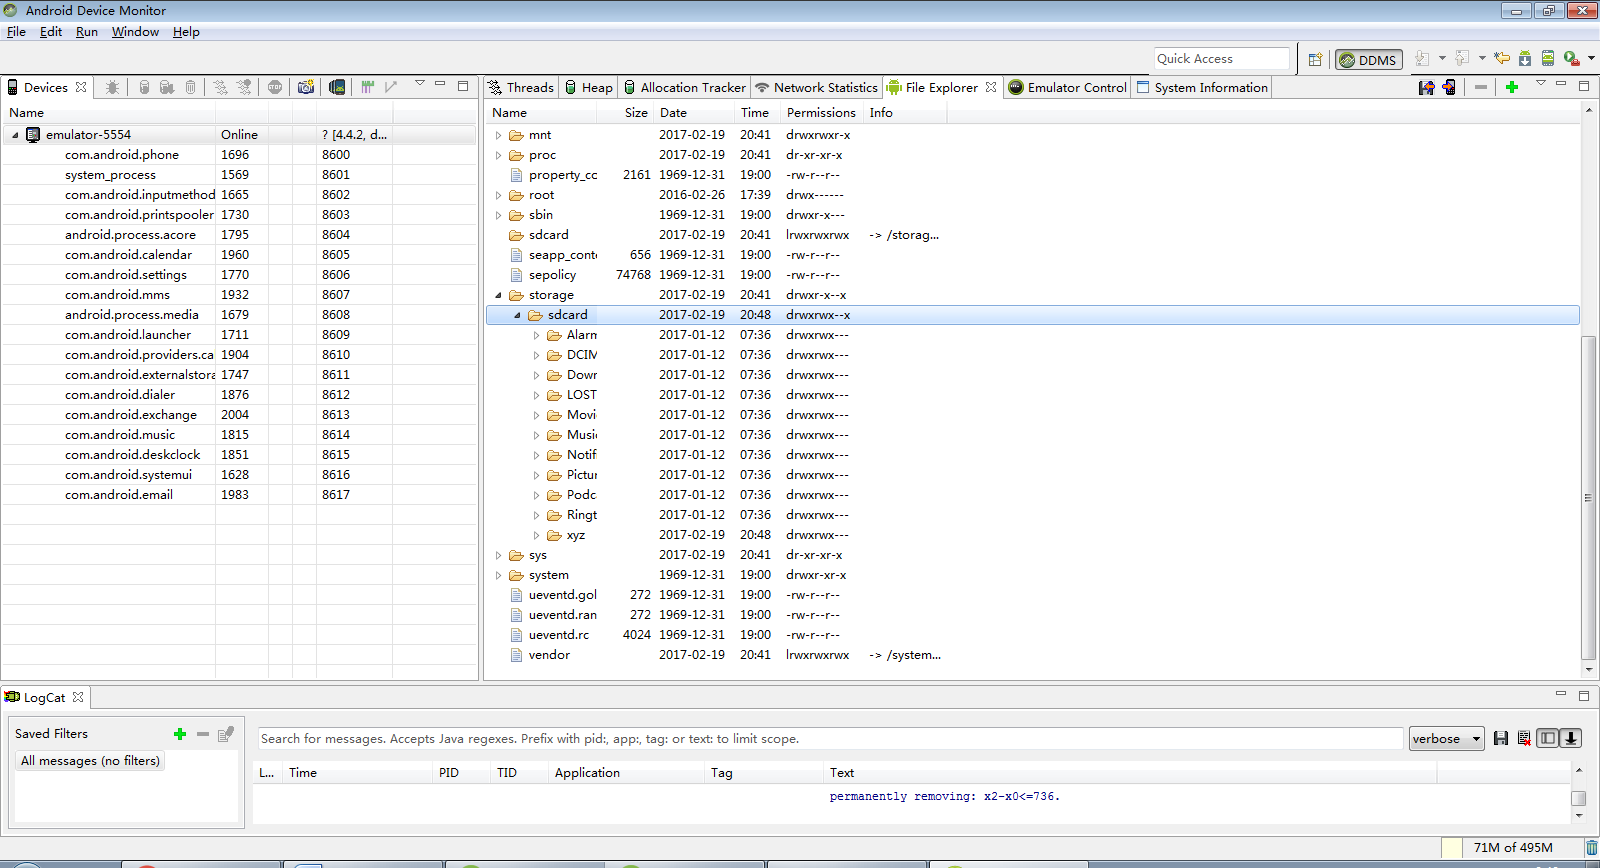 Android Device Monitor
File Edit Run Window Help
Quick Access DDMS
Devices
Name
emulator-5554 Online ? [4.4.2, d...
com.android.phone 1696 8600
system_process 1569 8601
com.android.inputmethod 1665 8602
com.android.printspooler 1730 8603
android.process.acore 1795 8604
com.android.calendar 1960 8605
com.android.settings 1770 8606
com.android.mms 1932 8607
android.process.media 1679 8608
com.android.launcher 1711 8609
com.android.providers.ca 1904 8610
com.android.externalstora 1747 8611
com.android.dialer 1876 8612
com.android.exchange 2004 8613
com.android.music 1815 8614
com.android.deskclock 1851 8615
com.android.systemui 1628 8616
com.android.email 1983 8617
Threads Heap Allocation Tracker Network Statistics File Explorer Emulator Control System Information
Name Size Date Time Permissions Info
mnt 2017-02-19 20:41 drwxrwxr-x
proc 2017-02-19 20:41 dr-xr-xr-x
property_co 2161 1969-12-31 19:00 -rw-r--r--
root 2016-02-26 17:39 drwx------
sbin 1969-12-31 19:00 drwxr-x---
sdcard 2017-02-19 20:41 lrwxrwxrwx -> /storag...
seapp_conte 656 1969-12-31 19:00 -rw-r--r--
sepolicy 74768 1969-12-31 19:00 -rw-r--r--
storage 2017-02-19 20:41 drwxr-x--x
sdcard 2017-02-19 20:48 drwxrwx--x
Alarm 2017-01-12 07:36 drwxrwx---
DCIM 2017-01-12 07:36 drwxrwx---
Down 2017-01-12 07:36 drwxrwx---
LOST 2017-01-12 07:36 drwxrwx---
Movi 2017-01-12 07:36 drwxrwx---
Musi 2017-01-12 07:36 drwxrwx---
Notifi 2017-01-12 07:36 drwxrwx---
Pictur 2017-01-12 07:36 drwxrwx---
Podca 2017-01-12 07:36 drwxrwx---
Ringt 2017-01-12 07:36 drwxrwx---
xyz 2017-02-19 20:48 drwxrwx---
sys 2017-02-19 20:41 dr-xr-xr-x
system 1969-12-31 19:00 drwxr-xr-x
ueventd.gol 272 1969-12-31 19:00 -rw-r--r--
ueventd.ran 272 1969-12-31 19:00 -rw-r--r--
ueventd.rc 4024 1969-12-31 19:00 -rw-r--r--
vendor 2017-02-19 20:41 lrwxrwxrwx -> /system...
LogCat
Saved Filters
All messages (no filters)
Search for messages. Accepts Java regexes. Prefix with pid:, app:, tag: or text: to limit scope.
verbose
L... Time PID TID Application Tag Text
permanently removing: x2-x0<=736.
71M of 495M